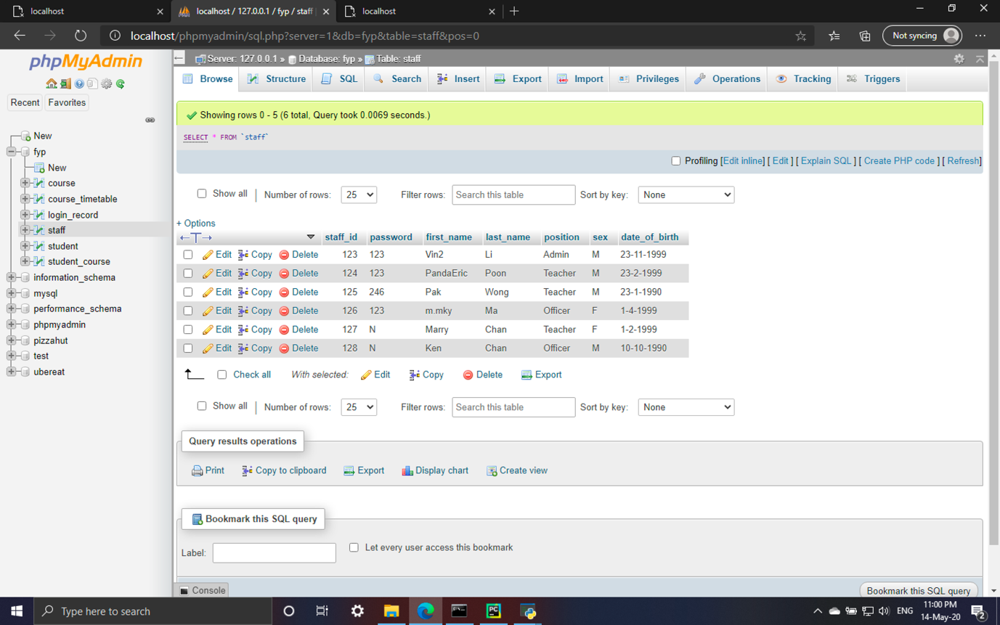 localhost
localhost / 127.0.0.1 / fyp / staff
localhost
localhost/phpmyadmin/sql.php?server=1&db=fyp&table=staff&pos=0
Not syncing
phpMyAdmin
Recent Favorites
New
fyp
New
course
course_timetable
login_record
staff
student
student_course
information_schema
mysql
performance_schema
phpmyadmin
pizzahut
test
ubereat
Server: 127.0.0.1 » Database: fyp » Table: staff
Browse Structure SQL Search Insert Export Import Privileges Operations Tracking Triggers
Showing rows 0 - 5 (6 total, Query took 0.0069 seconds.)
SELECT * FROM `staff`
Profiling [Edit inline] [ Edit ] [ Explain SQL ] [ Create PHP code ] [ Refresh]
Show all | Number of rows: 25 Filter rows: Search this table Sort by key: None
+ Options
←T→ staff_id password first_name last_name position sex date_of_birth
Edit Copy Delete 123 123 Vin2 Li Admin M 23-11-1999
Edit Copy Delete 124 123 PandaEric Poon Teacher M 23-2-1999
Edit Copy Delete 125 246 Pak Wong Teacher M 23-1-1990
Edit Copy Delete 126 123 m.mky Ma Officer F 1-4-1999
Edit Copy Delete 127 N Marry Chan Teacher F 1-2-1999
Edit Copy Delete 128 N Ken Chan Officer M 10-10-1990
Check all With selected: Edit Copy Delete Export
Show all | Number of rows: 25 Filter rows: Search this table Sort by key: None
Query results operations
Print Copy to clipboard Export Display chart Create view
Bookmark this SQL query
Label: Let every user access this bookmark
Console
Bookmark this SQL query
Type here to search
PC
ENG
11:00 PM
14-May-20
2